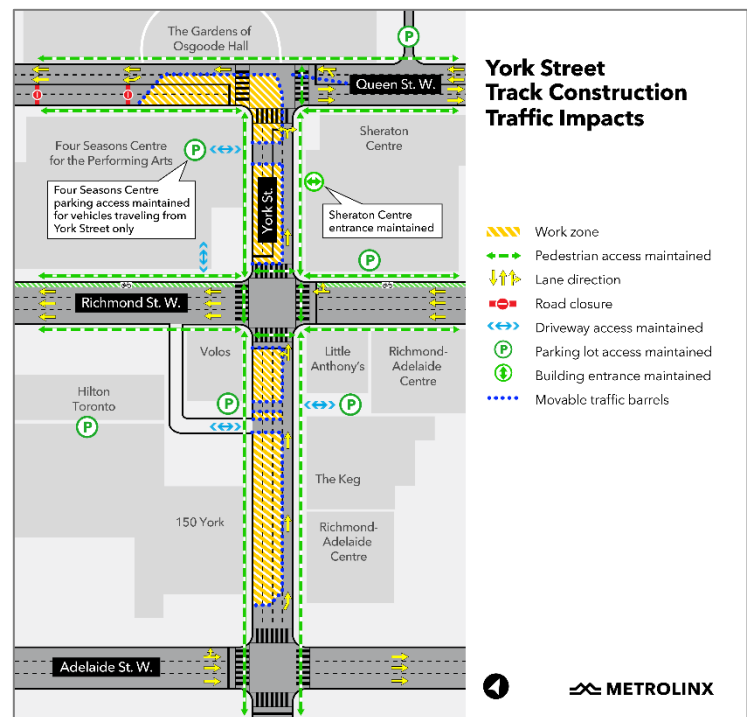 The Gardens of
Osgoode Hall
P
Queen St. W.
York Street
Track Construction
Traffic Impacts
Four Seasons Centre
for the Performing Arts
P
Sheraton
Centre
Four Seasons Centre
parking access maintained
for vehicles traveling from
York Street only
York St.
Sheraton Centre
entrance maintained
P
Richmond St. W.
Work zone
Pedestrian access maintained
Lane direction
Road closure
Driveway access maintained
P Parking lot access maintained
Building entrance maintained
Movable traffic barrels
Volos
Little
Anthony's
Richmond-
Adelaide
Centre
Hilton
Toronto
P
P
P
The Keg
150 York
Richmond-
Adelaide
Centre
Adelaide St. W.
METROLINX